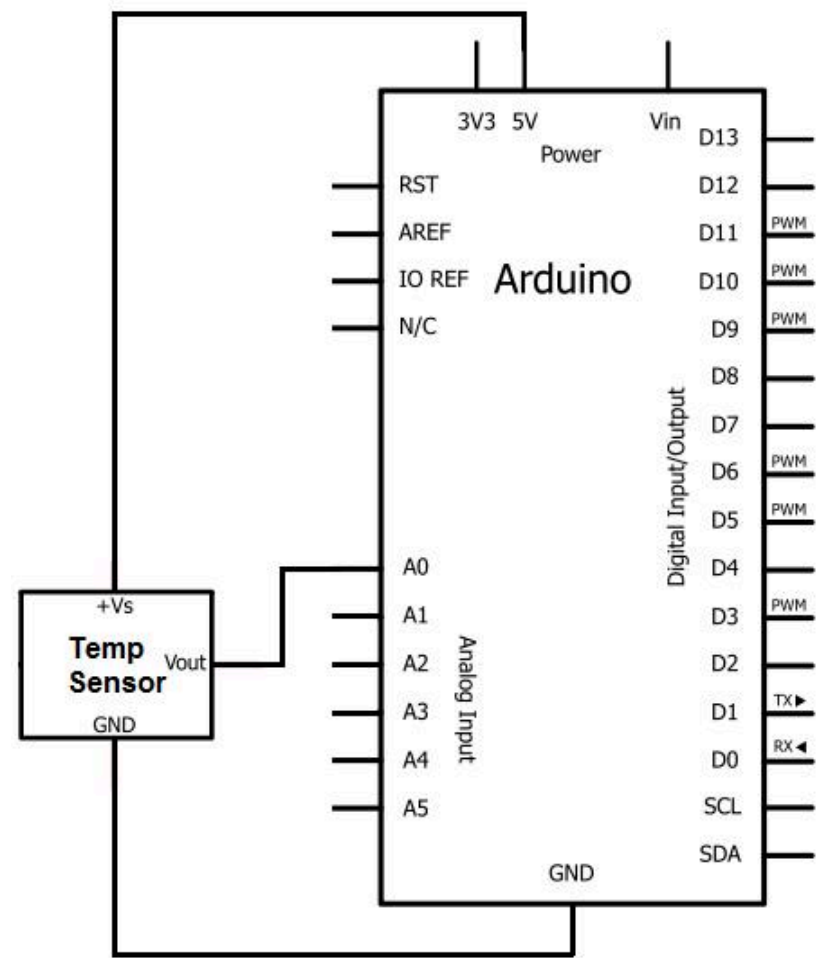 3V3 5V Vin
Power
D13
RST D12
AREF D11 PWM
IO REF Arduino D10 PWM
N/C D9 PWM
D8
D7
D6 PWM
D5 PWM
Digital Input/Output
A0 D4
+Vs
A1 D3 PWM
Temp
Vout
Sensor
A2 D2
Analog Input
GND
A3 D1 TX►
A4 D0 RX◄
A5 SCL
SDA
GND